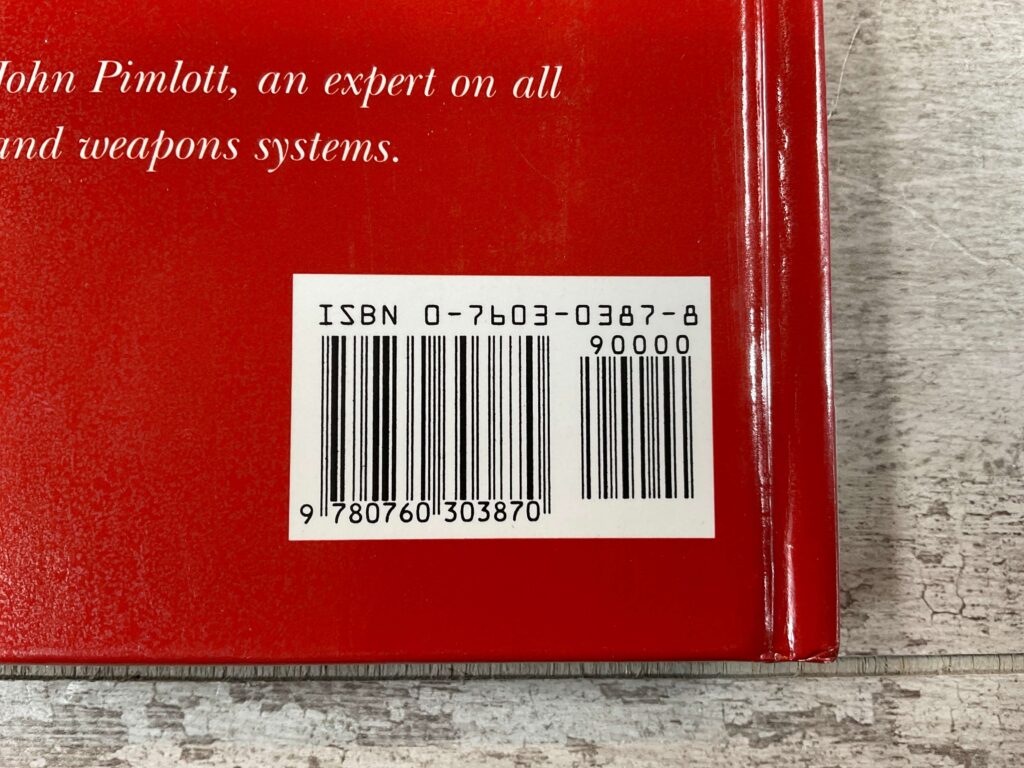 John Pimlott, an expert on all
and weapons systems.
ISBN 0-7603-0387-8
90000
9 780760 303870